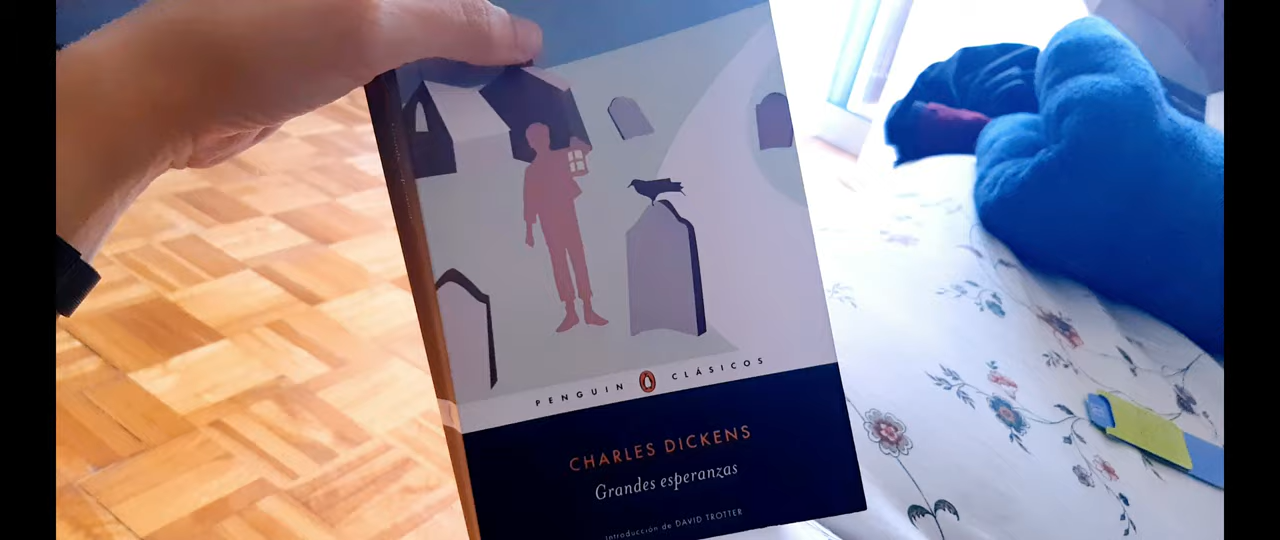 PENGUIN CLÁSICOS
CHARLES DICKENS
Grandes esperanzas
Introducción de DAVID TROTTER